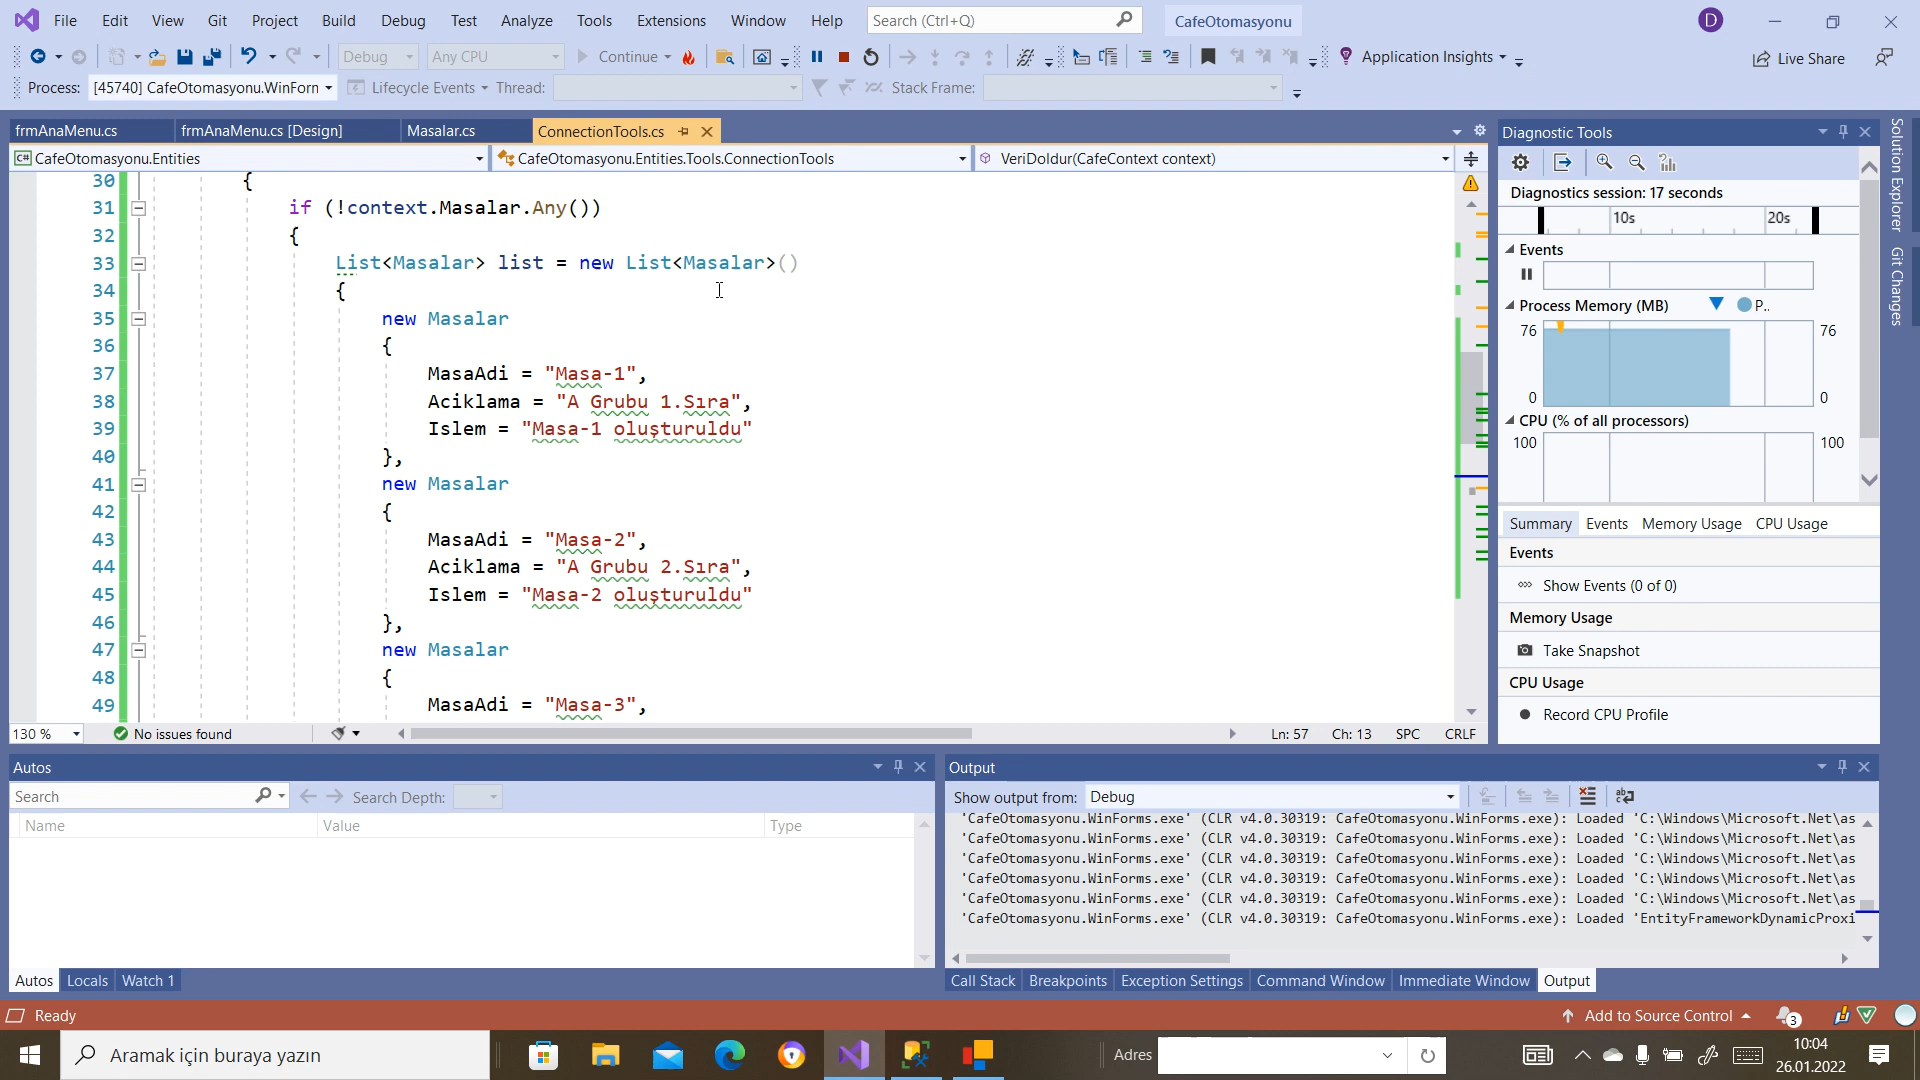 File Edit View Git Project Build Debug Test Analyze Tools Extensions Window Help Search (Ctrl+Q) CafeOtomasyonu D
Debug Any CPU Continue Application Insights Live Share
Process: [45740] CafeOtomasyonu.WinForn Lifecycle Events Thread: Stack Frame:
frmAnaMenu.cs frmAnaMenu.cs [Design] Masalar.cs ConnectionTools.cs
C# CafeOtomasyonu.Entities CafeOtomasyonu.Entities.Tools.ConnectionTools VeriDoldur(CafeContext context)
30 {
31 if (!context.Masalar.Any())
32 {
33 List<Masalar> list = new List<Masalar>()
34 {
35 new Masalar
36 {
37 MasaAdi = "Masa-1",
38 Aciklama = "A Grubu 1.Sıra",
39 Islem = "Masa-1 oluşturuldu"
40 },
41 new Masalar
42 {
43 MasaAdi = "Masa-2",
44 Aciklama = "A Grubu 2.Sıra",
45 Islem = "Masa-2 oluşturuldu"
46 },
47 new Masalar
48 {
49 MasaAdi = "Masa-3",
130 % No issues found Ln: 57 Ch: 13 SPC CRLF
Diagnostic Tools
Diagnostics session: 17 seconds
10s 20s
Events
Process Memory (MB) P..
76 76
0 0
CPU (% of all processors)
100 100
Summary Events Memory Usage CPU Usage
Events
Show Events (0 of 0)
Memory Usage
Take Snapshot
CPU Usage
Record CPU Profile
Solution Explorer
Git Changes
Autos
Search Search Depth:
Name Value Type
Autos Locals Watch 1
Output
Show output from: Debug
'CafeOtomasyonu.WinForms.exe' (CLR v4.0.30319: CafeOtomasyonu.WinForms.exe): Loaded 'C:\Windows\Microsoft.Net\as
'CafeOtomasyonu.WinForms.exe' (CLR v4.0.30319: CafeOtomasyonu.WinForms.exe): Loaded 'C:\Windows\Microsoft.Net\as
'CafeOtomasyonu.WinForms.exe' (CLR v4.0.30319: CafeOtomasyonu.WinForms.exe): Loaded 'C:\Windows\Microsoft.Net\as
'CafeOtomasyonu.WinForms.exe' (CLR v4.0.30319: CafeOtomasyonu.WinForms.exe): Loaded 'C:\Windows\Microsoft.Net\as
'CafeOtomasyonu.WinForms.exe' (CLR v4.0.30319: CafeOtomasyonu.WinForms.exe): Loaded 'C:\Windows\Microsoft.Net\as
'CafeOtomasyonu.WinForms.exe' (CLR v4.0.30319: CafeOtomasyonu.WinForms.exe): Loaded 'EntityFrameworkDynamicProxi
Call Stack Breakpoints Exception Settings Command Window Immediate Window Output
Ready Add to Source Control 3
Aramak için buraya yazın Adres
10:04
26.01.2022